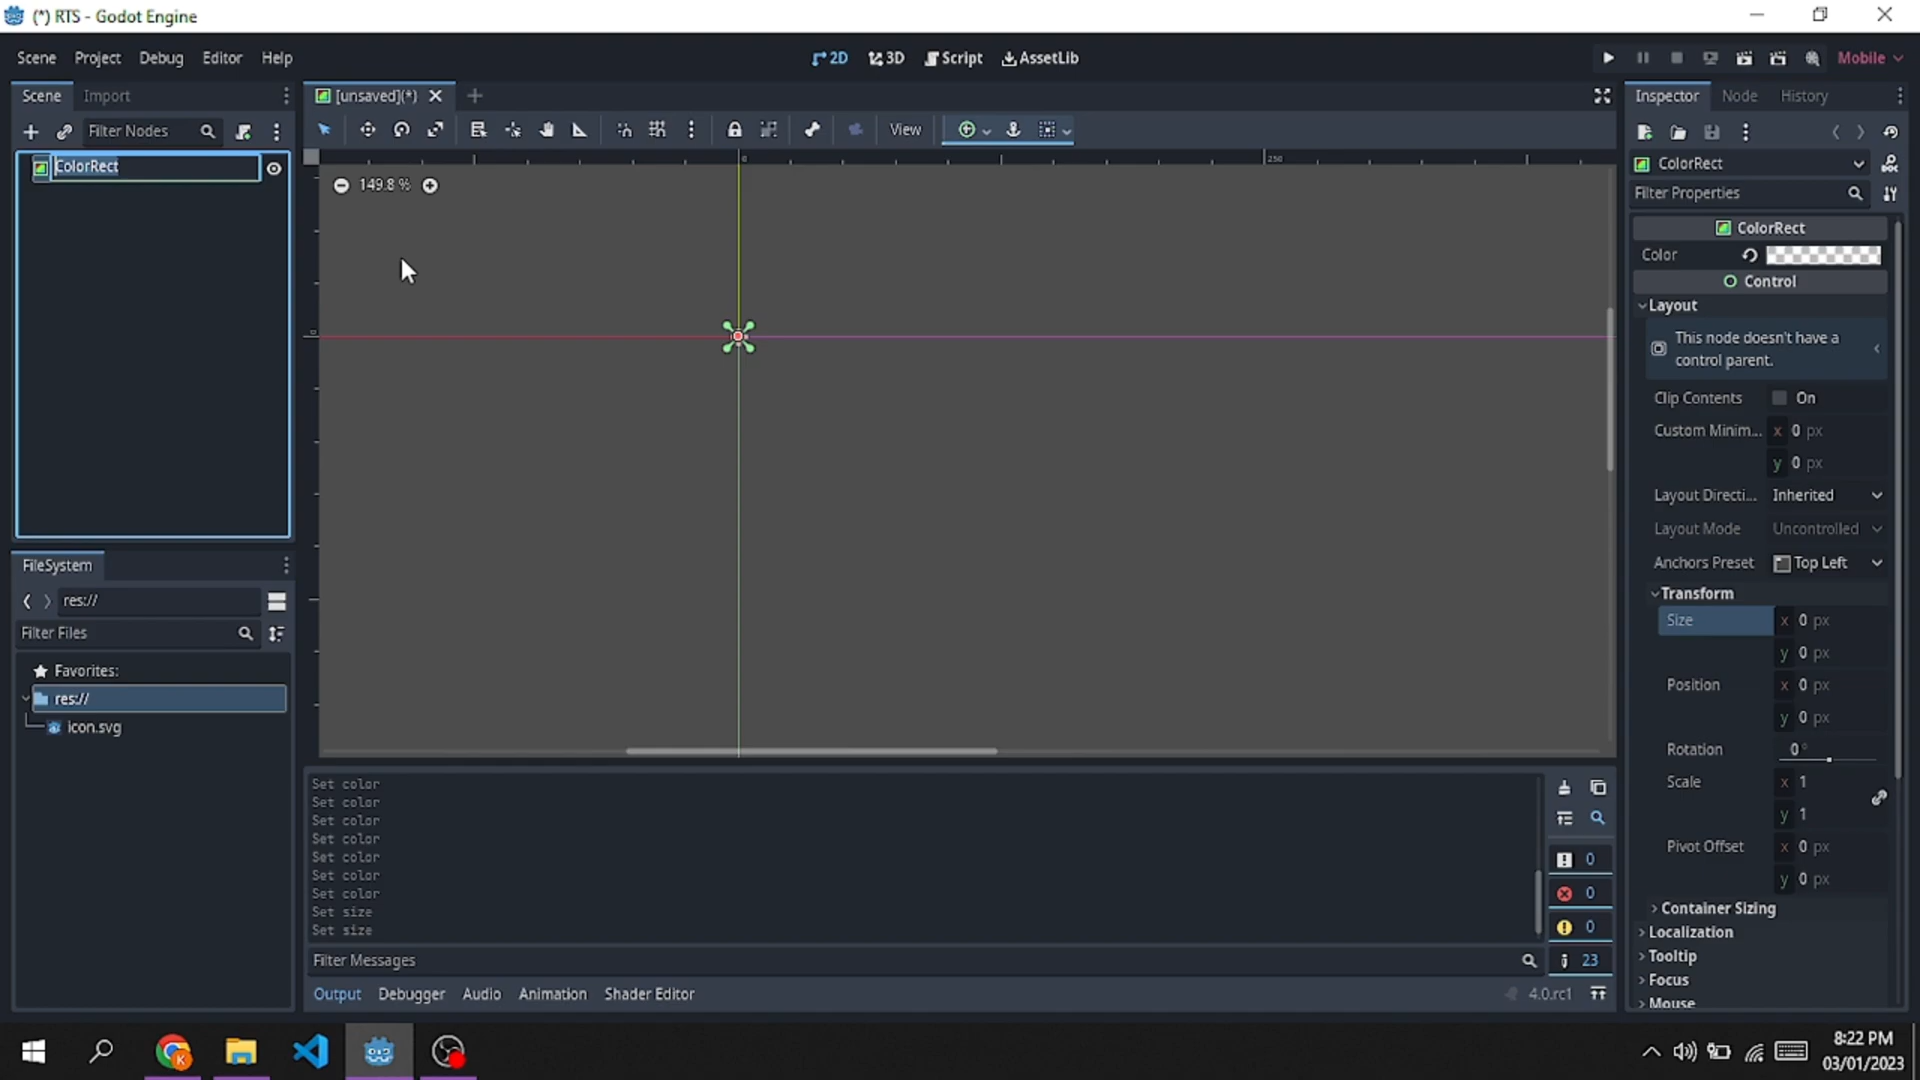 (*) RTS - Godot Engine
Scene Project Debug Editor Help
2D 3D Script AssetLib
Mobile
Scene Import
[unsaved](*)
Inspector Node History
Filter Nodes
View
ColorRect
0
250
149.8 %
ColorRect
Filter Properties
ColorRect
Color
Control
Layout
This node doesn't have a
control parent.
Clip Contents On
Custom Minim... x 0 px
y 0 px
Layout Directi... Inherited
Layout Mode Uncontrolled
Anchors Preset Top Left
Transform
Size x 0 px
y 0 px
Position x 0 px
y 0 px
Rotation 0 °
Scale x 1
y 1
Pivot Offset x 0 px
y 0 px
Container Sizing
Localization
Tooltip
Focus
Mouse
0
FileSystem
res://
Filter Files
Favorites:
res://
icon.svg
Set color
Set color
Set color
Set color
Set color
Set color
Set color
Set size
Set size
0
0
0
23
Filter Messages
Output Debugger Audio Animation Shader Editor
4.0.rc1
8:22 PM
03/01/2023